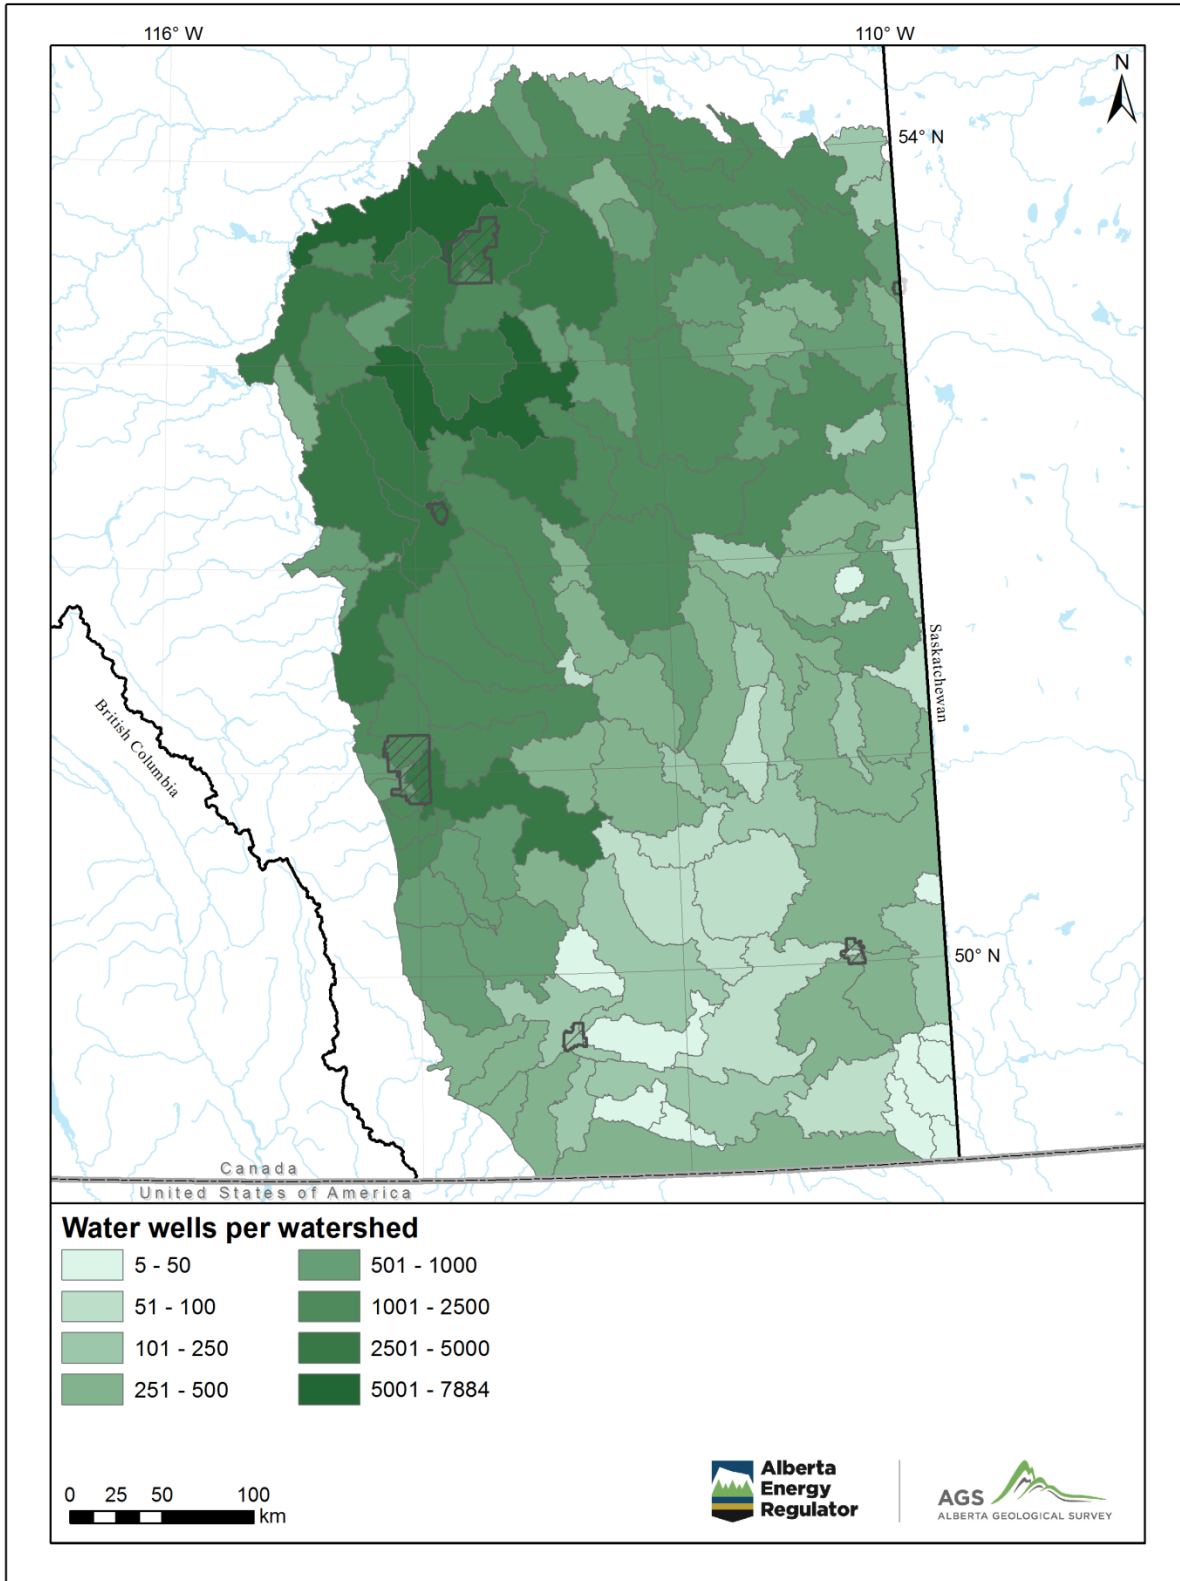 116° W
110° W
N
54° N
Saskatchewan
British Columbia
50° N
Canada
United States of America
Water wells per watershed
5 - 50
51 - 100
101 - 250
251 - 500
501 - 1000
1001 - 2500
2501 - 5000
5001 - 7884
0 25 50 100
km
Alberta
Energy
Regulator
AGS
ALBERTA GEOLOGICAL SURVEY